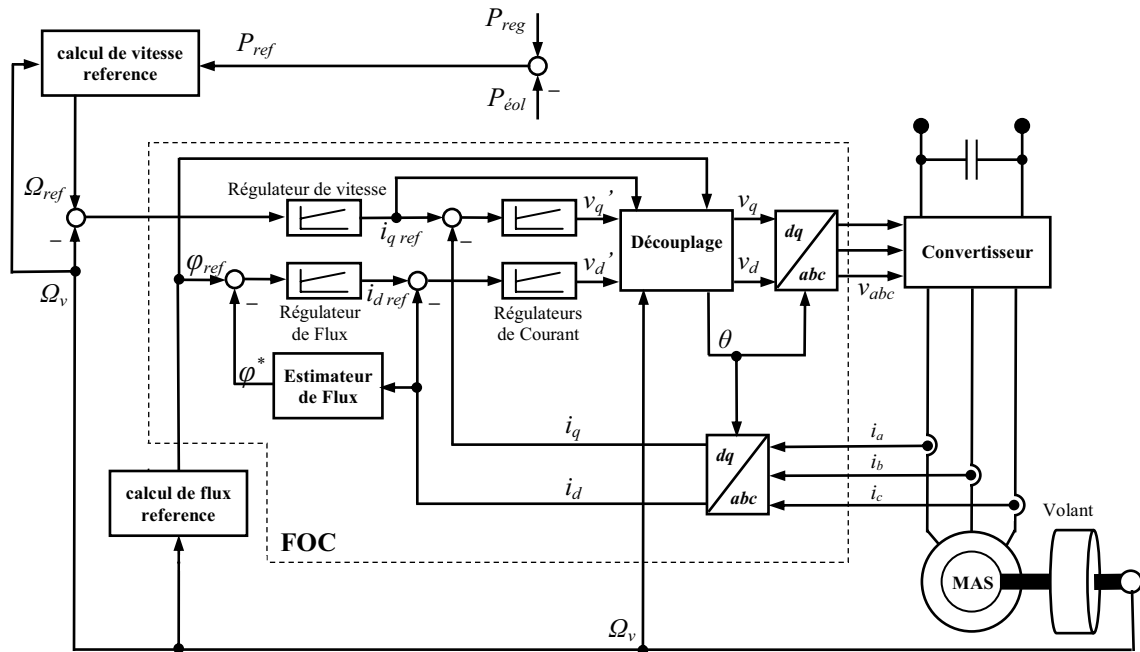 P_reg
calcul de vitesse
reference
P_ref
P_éol
–
Ω_ref
–
Ω_v
Régulateur de vitesse
i_q ref
–
v_q’
v_q
dq
abc
Découplage
Convertisseur
φ_ref
–
i_d ref
–
v_d’
v_d
v_abc
Régulateur
de Flux
Régulateurs
de Courant
θ
φ*
Estimateur
de Flux
i_q
dq
abc
i_a
i_b
i_c
i_d
calcul de flux
reference
FOC
Volant
MAS
Ω_v